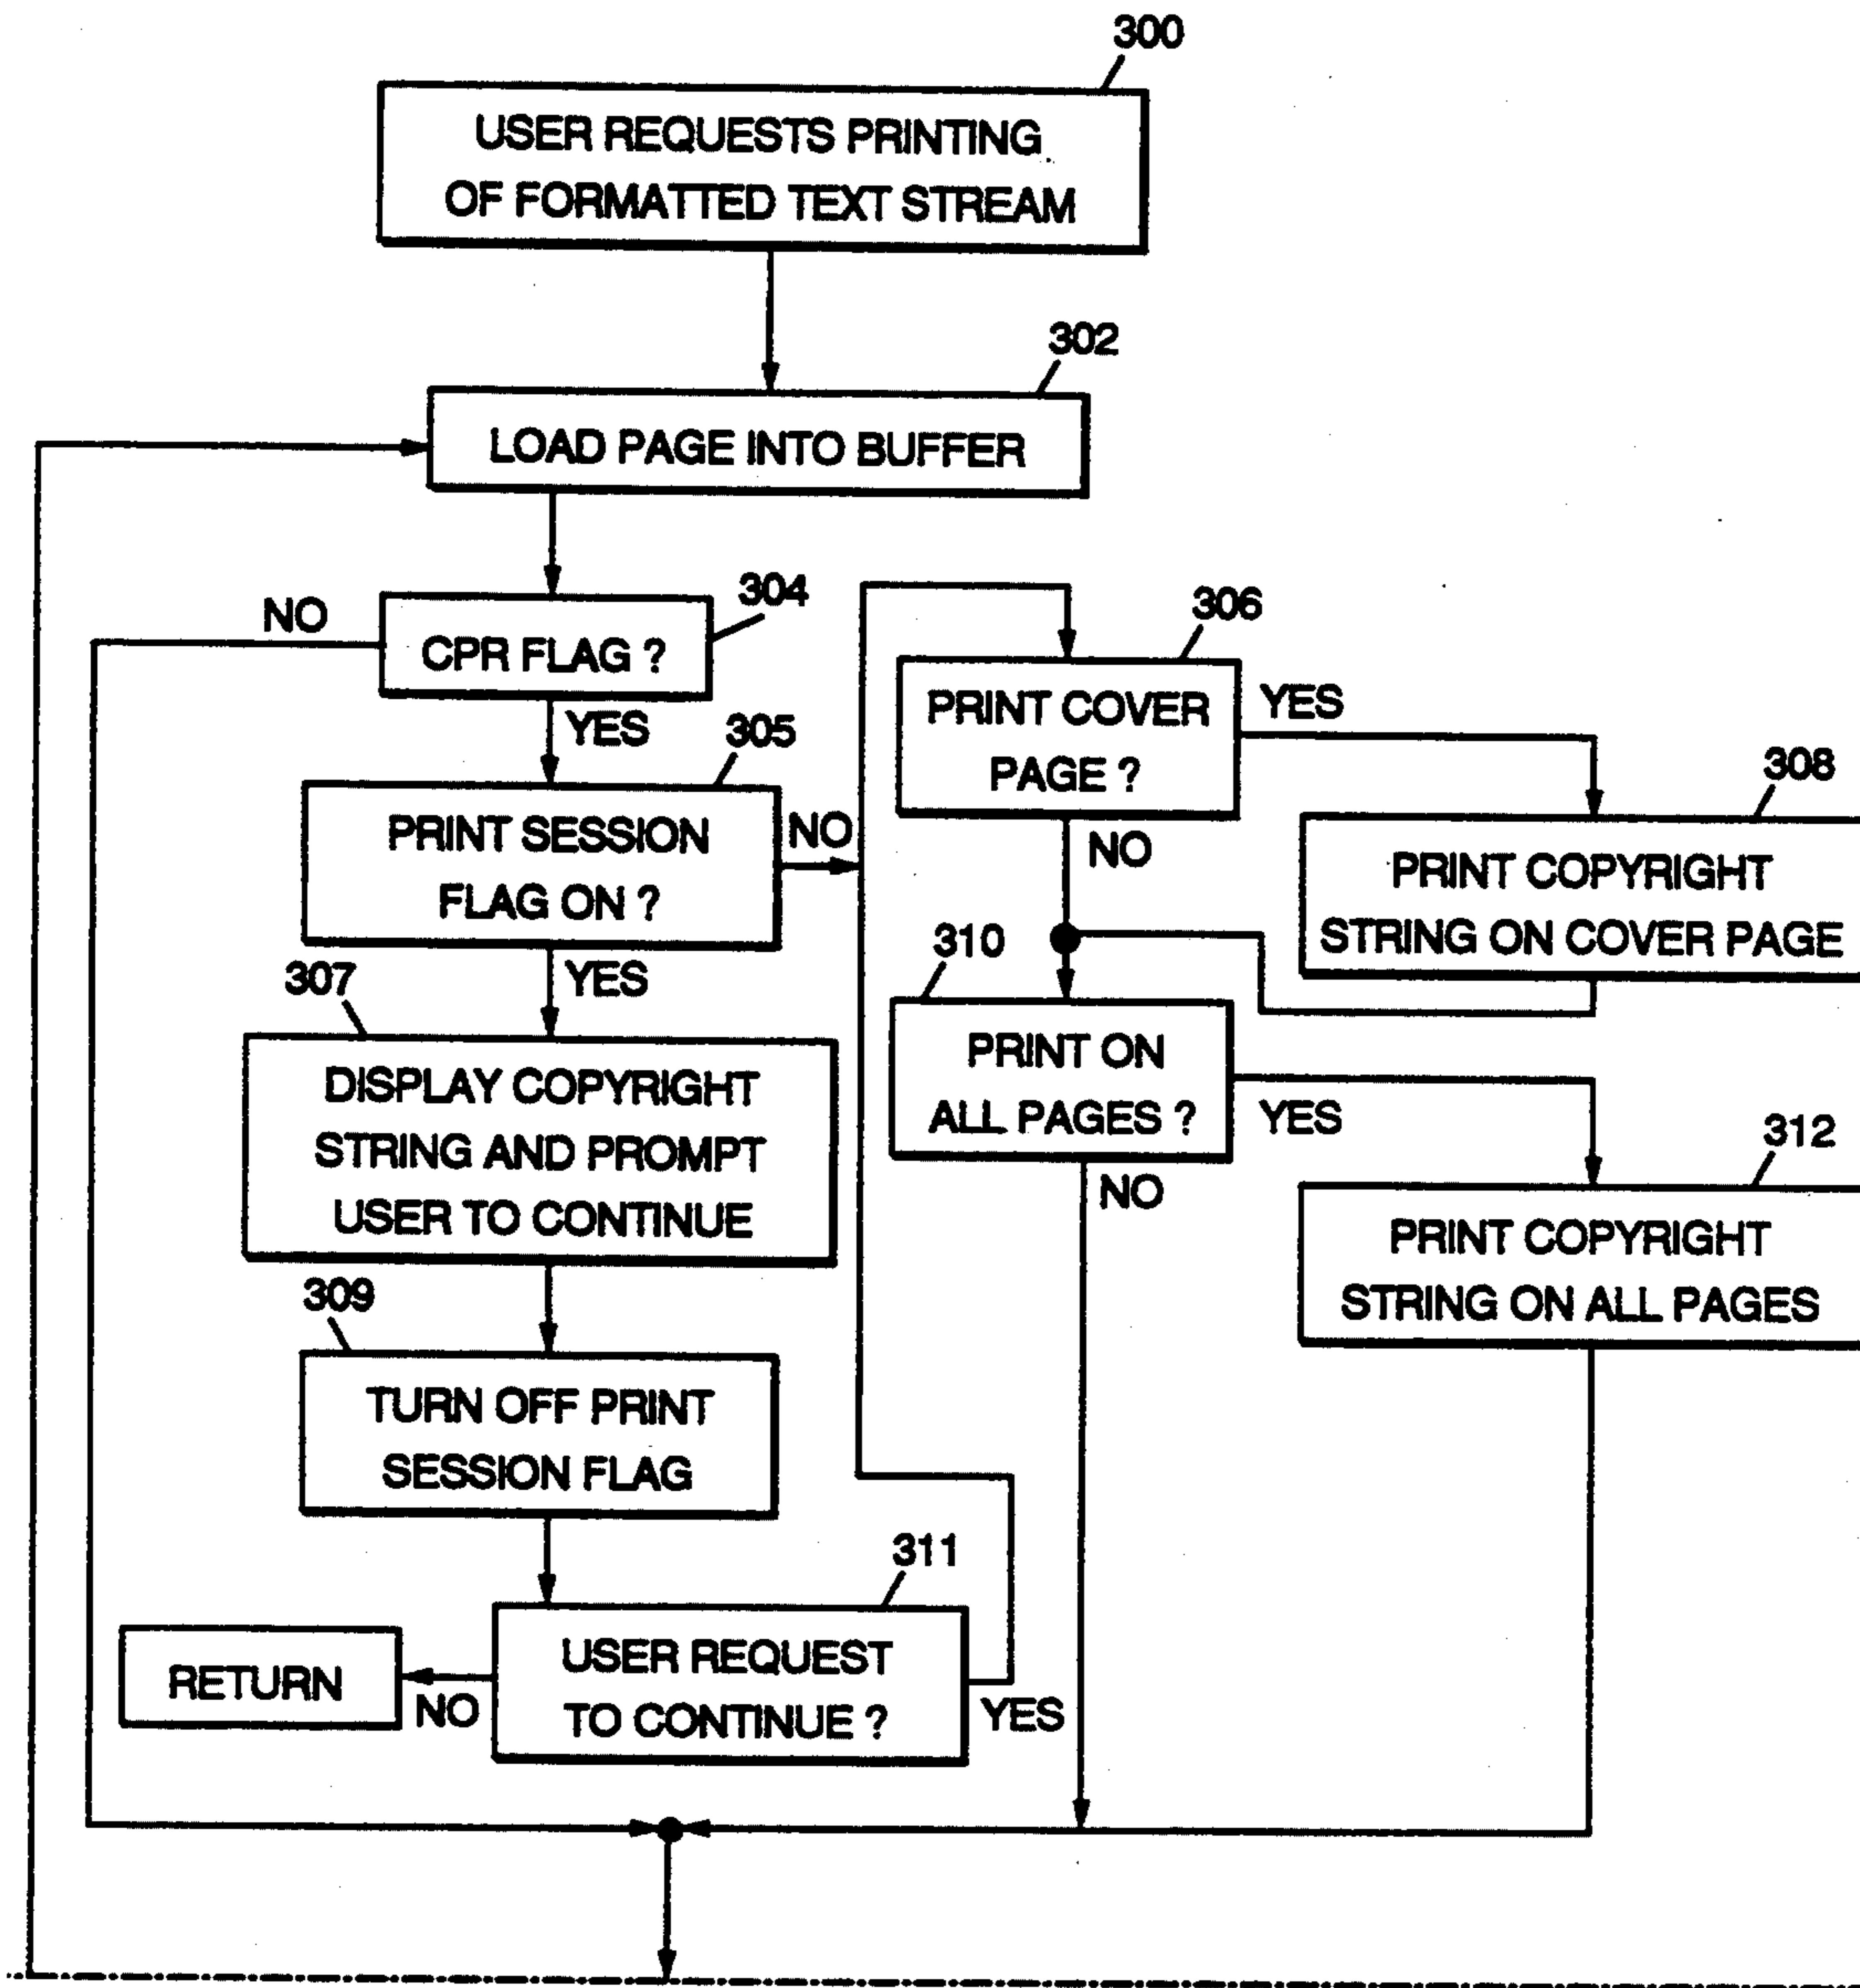 300
USER REQUESTS PRINTING
OF FORMATTED TEXT STREAM
302
LOAD PAGE INTO BUFFER
304
NO
CPR FLAG ?
YES
305
PRINT SESSION
FLAG ON ?
NO
YES
306
PRINT COVER
PAGE ?
YES
NO
308
PRINT COPYRIGHT
STRING ON COVER PAGE
307
DISPLAY COPYRIGHT
STRING AND PROMPT
USER TO CONTINUE
310
PRINT ON
ALL PAGES ?
YES
NO
312
PRINT COPYRIGHT
STRING ON ALL PAGES
309
TURN OFF PRINT
SESSION FLAG
311
USER REQUEST
TO CONTINUE ?
YES
NO
RETURN